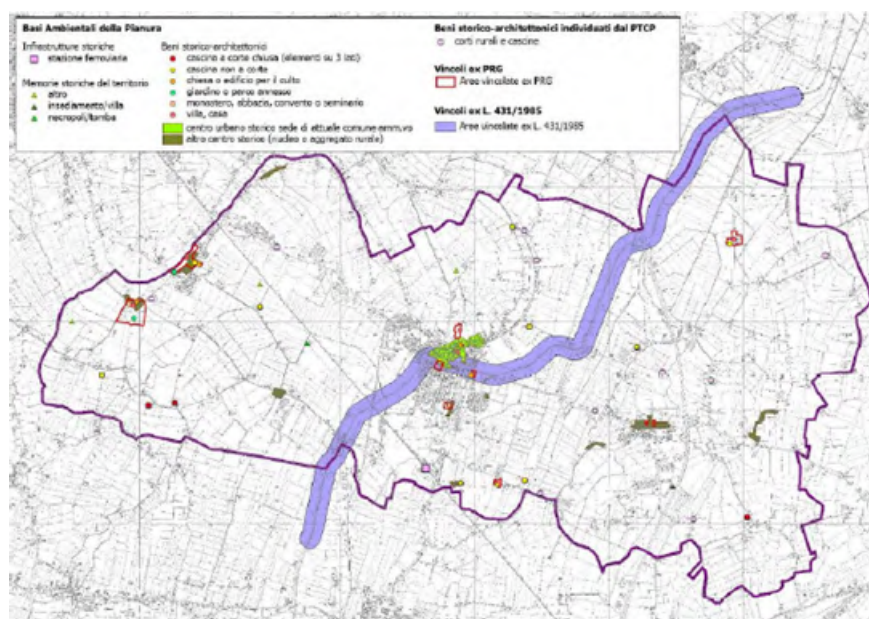 Basi Ambientali della Pianura
Infrastrutture storiche
stazione ferroviaria
Memorie storiche del territorio
altro
insediamento/villa
necropoli/tomba
Beni storico-architettonici
cascina a corte chiusa (elementi su 3 lati)
cascina non a corte
chiesa o edificio per il culto
giardino o parco annesso
monastero, abbazia, convento o seminario
villa, casa
centro urbano storico sede di attuale comune amm.vo
altro centro storico (nucleo o aggregato rurale)
Beni storico-architettonici individuati dal PTCP
corti rurali e cascine
Vincoli ex PRG
Aree vincolate ex PRG
Vincoli ex L. 431/1985
Aree vincolate ex L. 431/1985